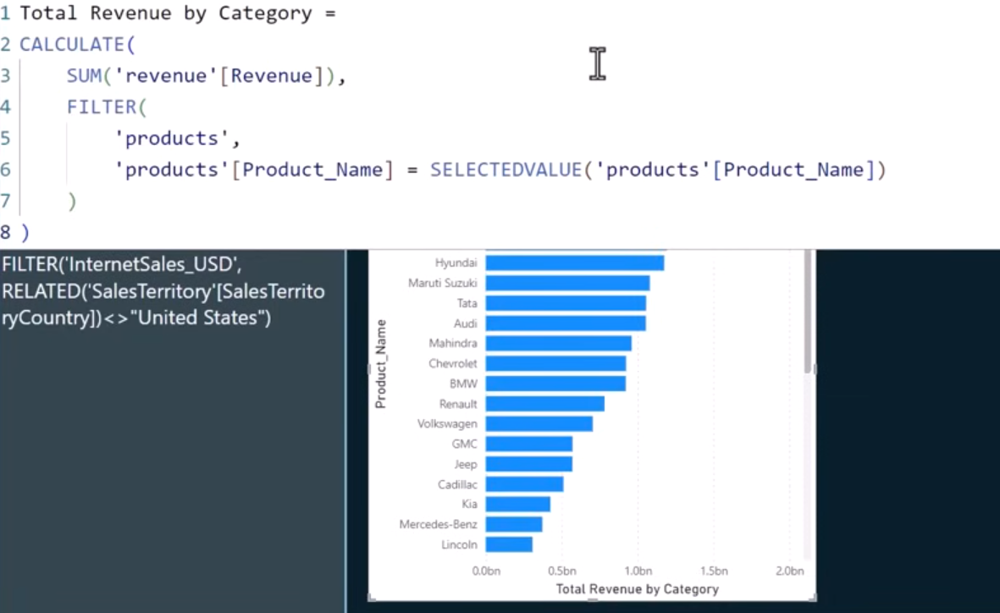 1 Total Revenue by Category =
2 CALCULATE(
3 SUM('revenue'[Revenue]),
4 FILTER(
5 'products',
6 'products'[Product_Name] = SELECTEDVALUE('products'[Product_Name])
7 )
8 )
FILTER('InternetSales_USD',
RELATED('SalesTerritory'[SalesTerrito
ryCountry])<>"United States")
Product_Name
Hyundai
Maruti Suzuki
Tata
Audi
Mahindra
Chevrolet
BMW
Renault
Volkswagen
GMC
Jeep
Cadillac
Kia
Mercedes-Benz
Lincoln
0.0bn 0.5bn 1.0bn 1.5bn 2.0bn
Total Revenue by Category